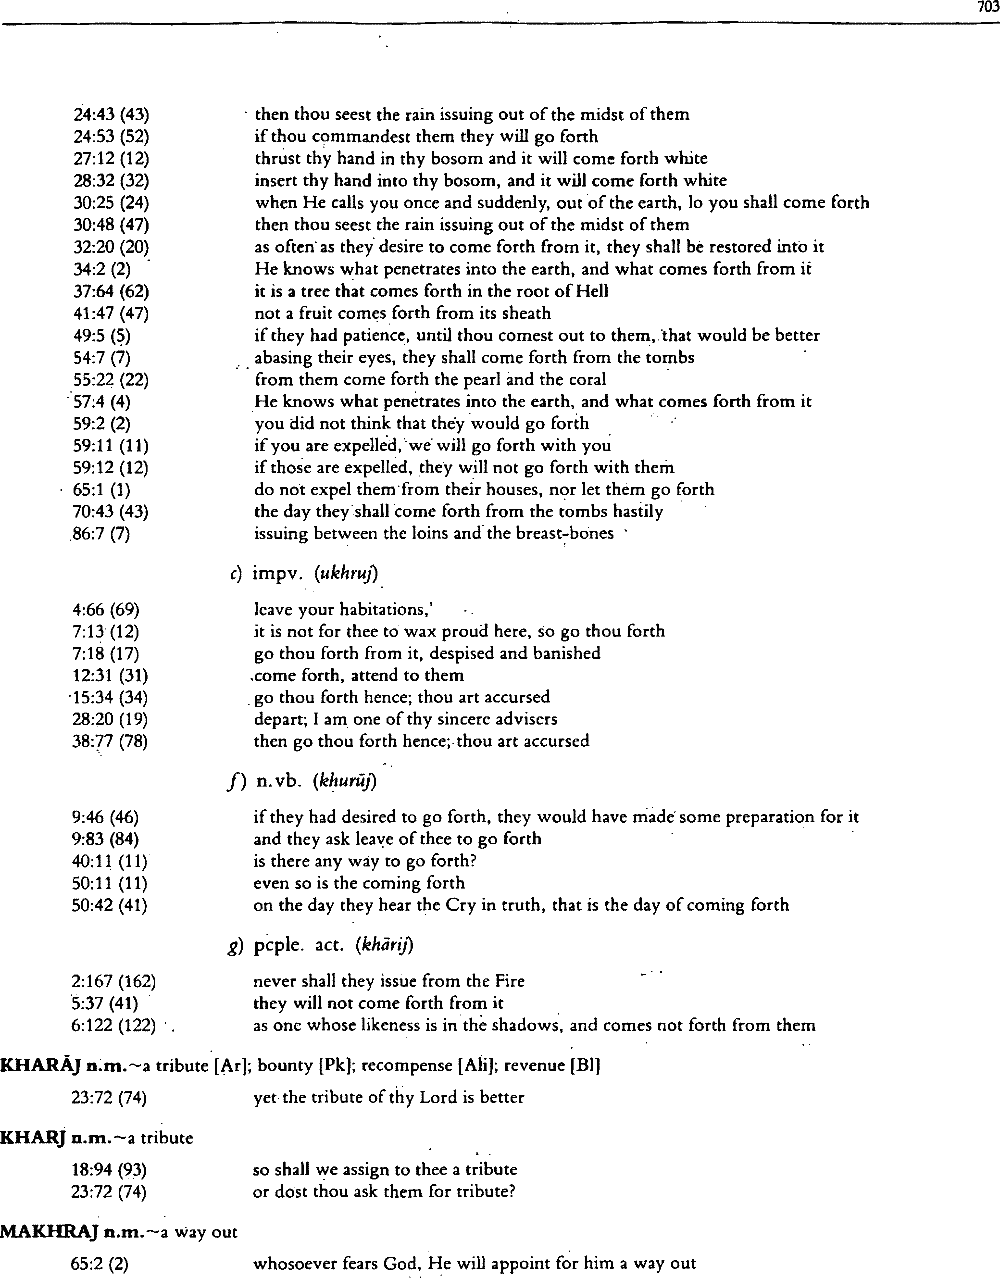 703
24:43 (43) then thou seest the rain issuing out of the midst of them
24:53 (52) if thou commandest them they will go forth
27:12 (12) thrust thy hand in thy bosom and it will come forth white
28:32 (32) insert thy hand into thy bosom, and it will come forth white
30:25 (24) when He calls you once and suddenly, out of the earth, lo you shall come forth
30:48 (47) then thou seest the rain issuing out of the midst of them
32:20 (20) as often as they desire to come forth from it, they shall be restored into it
34:2 (2) He knows what penetrates into the earth, and what comes forth from it
37:64 (62) it is a tree that comes forth in the root of Hell
41:47 (47) not a fruit comes forth from its sheath
49:5 (5) if they had patience, until thou comest out to them, that would be better
54:7 (7) abasing their eyes, they shall come forth from the tombs
55:22 (22) from them come forth the pearl and the coral
57:4 (4) He knows what penetrates into the earth, and what comes forth from it
59:2 (2) you did not think that they would go forth
59:11 (11) if you are expelled, we will go forth with you
59:12 (12) if those are expelled, they will not go forth with them
65:1 (1) do not expel them from their houses, nor let them go forth
70:43 (43) the day they shall come forth from the tombs hastily
86:7 (7) issuing between the loins and the breast-bones
c) impv. (ukhruj)
4:66 (69) leave your habitations,'
7:13 (12) it is not for thee to wax proud here, so go thou forth
7:18 (17) go thou forth from it, despised and banished
12:31 (31) come forth, attend to them
15:34 (34) go thou forth hence; thou art accursed
28:20 (19) depart; I am one of thy sincere advisers
38:77 (78) then go thou forth hence; thou art accursed
f) n.vb. (khurūj)
9:46 (46) if they had desired to go forth, they would have made some preparation for it
9:83 (84) and they ask leave of thee to go forth
40:11 (11) is there any way to go forth?
50:11 (11) even so is the coming forth
50:42 (41) on the day they hear the Cry in truth, that is the day of coming forth
g) pcple. act. (khārij)
2:167 (162) never shall they issue from the Fire
5:37 (41) they will not come forth from it
6:122 (122) as one whose likeness is in the shadows, and comes not forth from them
KHARĀJ n.m.~a tribute [Ar]; bounty [Pk]; recompense [Ali]; revenue [Bl]
23:72 (74) yet the tribute of thy Lord is better
KHARJ n.m.~a tribute
18:94 (93) so shall we assign to thee a tribute
23:72 (74) or dost thou ask them for tribute?
MAKHRAJ n.m.~a way out
65:2 (2) whosoever fears God, He will appoint for him a way out